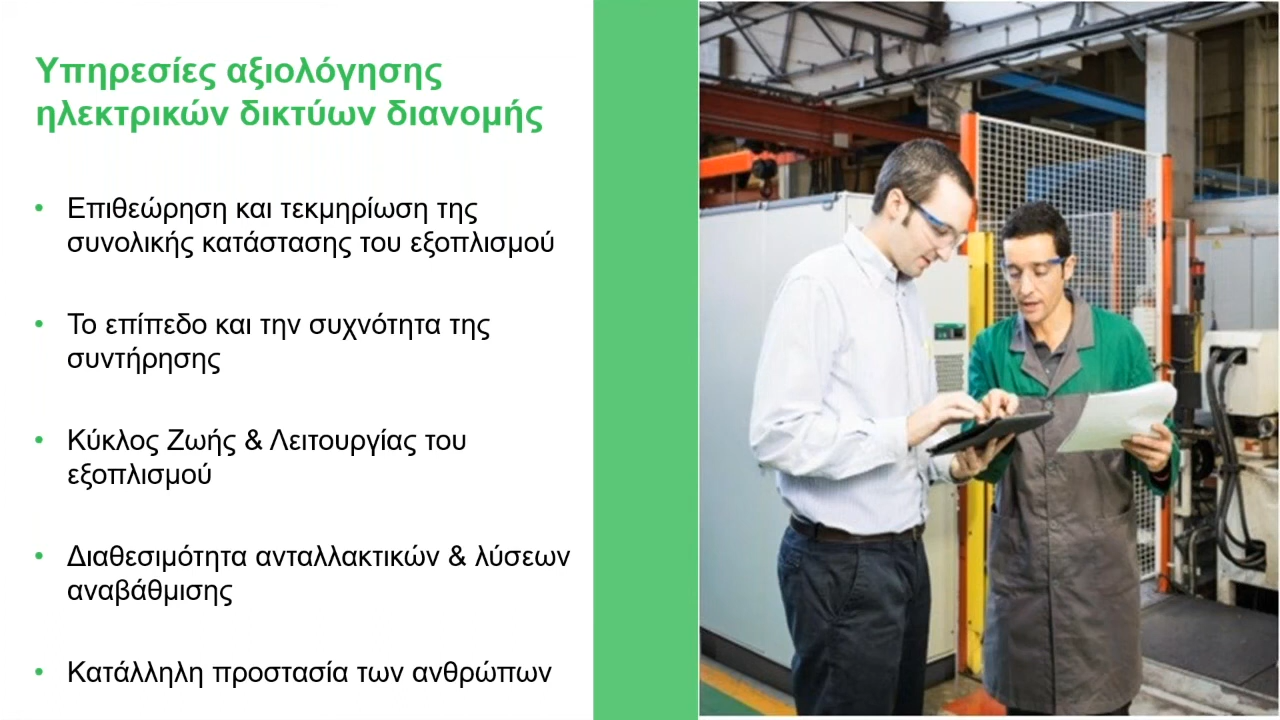 Υπηρεσίες αξιολόγησης
ηλεκτρικών δικτύων διανομής
• Επιθεώρηση και τεκμηρίωση της
συνολικής κατάστασης του εξοπλισμού
• Το επίπεδο και την συχνότητα της
συντήρησης
• Κύκλος Ζωής & Λειτουργίας του
εξοπλισμού
• Διαθεσιμότητα ανταλλακτικών & λύσεων
αναβάθμισης
• Κατάλληλη προστασία των ανθρώπων